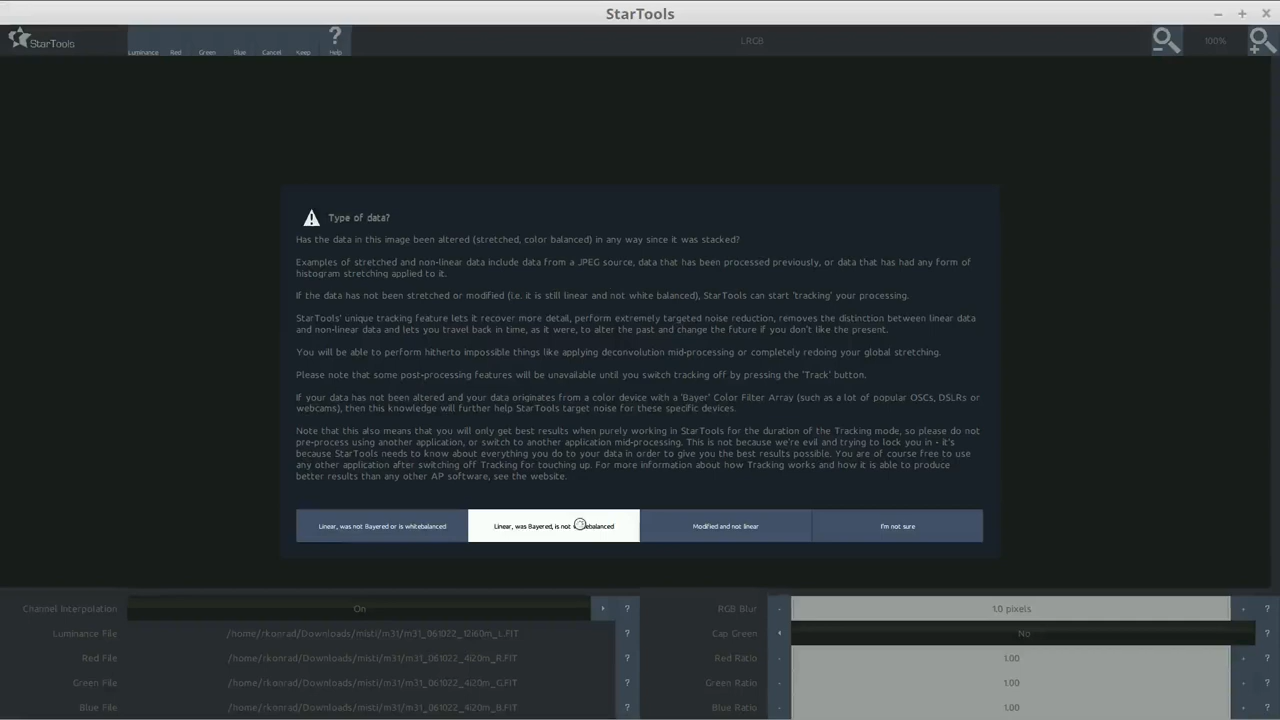 StarTools
StarTools
Luminance Red Green Blue Cancel Keep Help
LRGB
100%
Type of data?
Has the data in this image been altered (stretched, color balanced) in any way since it was stacked?
Examples of stretched and non-linear data include data from a JPEG source, data that has been processed previously, or data that has had any form of
histogram stretching applied to it.
If the data has not been stretched or modified (i.e. it is still linear and not white balanced), StarTools can start 'tracking' your processing.
StarTools' unique tracking feature lets it recover more detail, perform extremely targeted noise reduction, removes the distinction between linear data
and non-linear data and lets you travel back in time, as it were, to alter the past and change the future if you don't like the present.
You will be able to perform hitherto impossible things like applying deconvolution mid-processing or completely redoing your global stretching.
Please note that some post-processing features will be unavailable until you switch tracking off by pressing the 'Track' button.
If your data has not been altered and your data originates from a color device with a 'Bayer' Color Filter Array (such as a lot of popular OSCs, DSLRs or
webcams), then this knowledge will further help StarTools target noise for these specific devices.
Note that this also means that you will only get best results when purely working in StarTools for the duration of the Tracking mode, so please do not
pre-process using another application, or switch to another application mid-processing. This is not because we're evil and trying to lock you in - it's
because StarTools needs to know about everything you do to your data in order to give you the best results possible. You are of course free to use
any other application after switching off Tracking for touching up. For more information about how Tracking works and how it is able to produce
better results than any other AP software, see the website.
Linear, was not Bayered or is whitebalanced
Linear, was Bayered, is not
Modified and not linear
I'm not sure
Channel Interpolation On ?
RGB Blur - 1.0 pixels ?
Luminance File /home/rkonrad/Downloads/misti/m31/m31_061022_12i60m_L.FIT ?
Cap Green No ?
Red File /home/rkonrad/Downloads/misti/m31/m31_061022_4i20m_R.FIT ?
Red Ratio - 1.00 ?
Green File /home/rkonrad/Downloads/misti/m31/m31_061022_4i20m_G.FIT ?
Green Ratio - 1.00 ?
Blue File /home/rkonrad/Downloads/misti/m31/m31_061022_4i20m_B.FIT ?
Blue Ratio - 1.00 ?